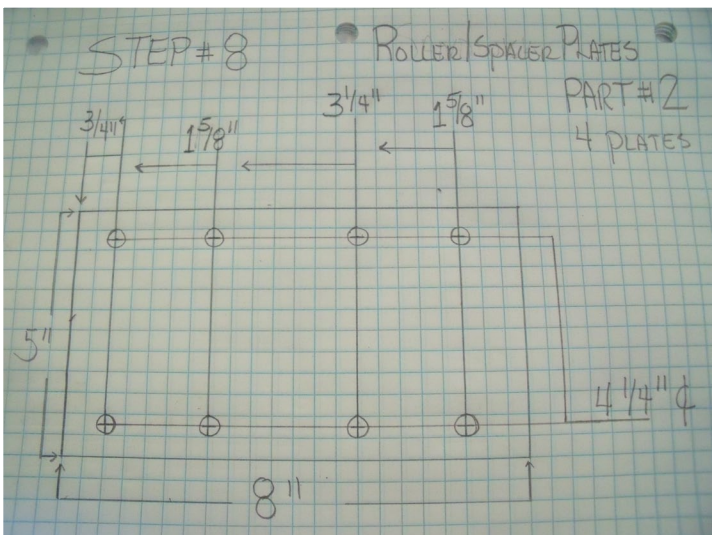 STEP # 8
ROLLER/SPACER PLATES
PART # 2
4 PLATES
3/4"
1 5/8"
3 1/4"
1 5/8"
5"
4 1/4" ¢
8"